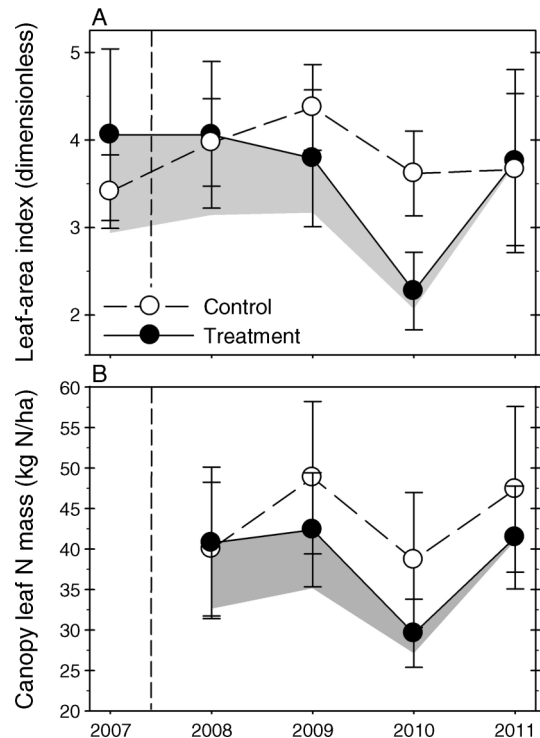 A
Leaf-area index (dimensionless)
5
4
3
2
Control
Treatment
B
Canopy leaf N mass (kg N/ha)
60
55
50
45
40
35
30
25
20
2007 2008 2009 2010 2011